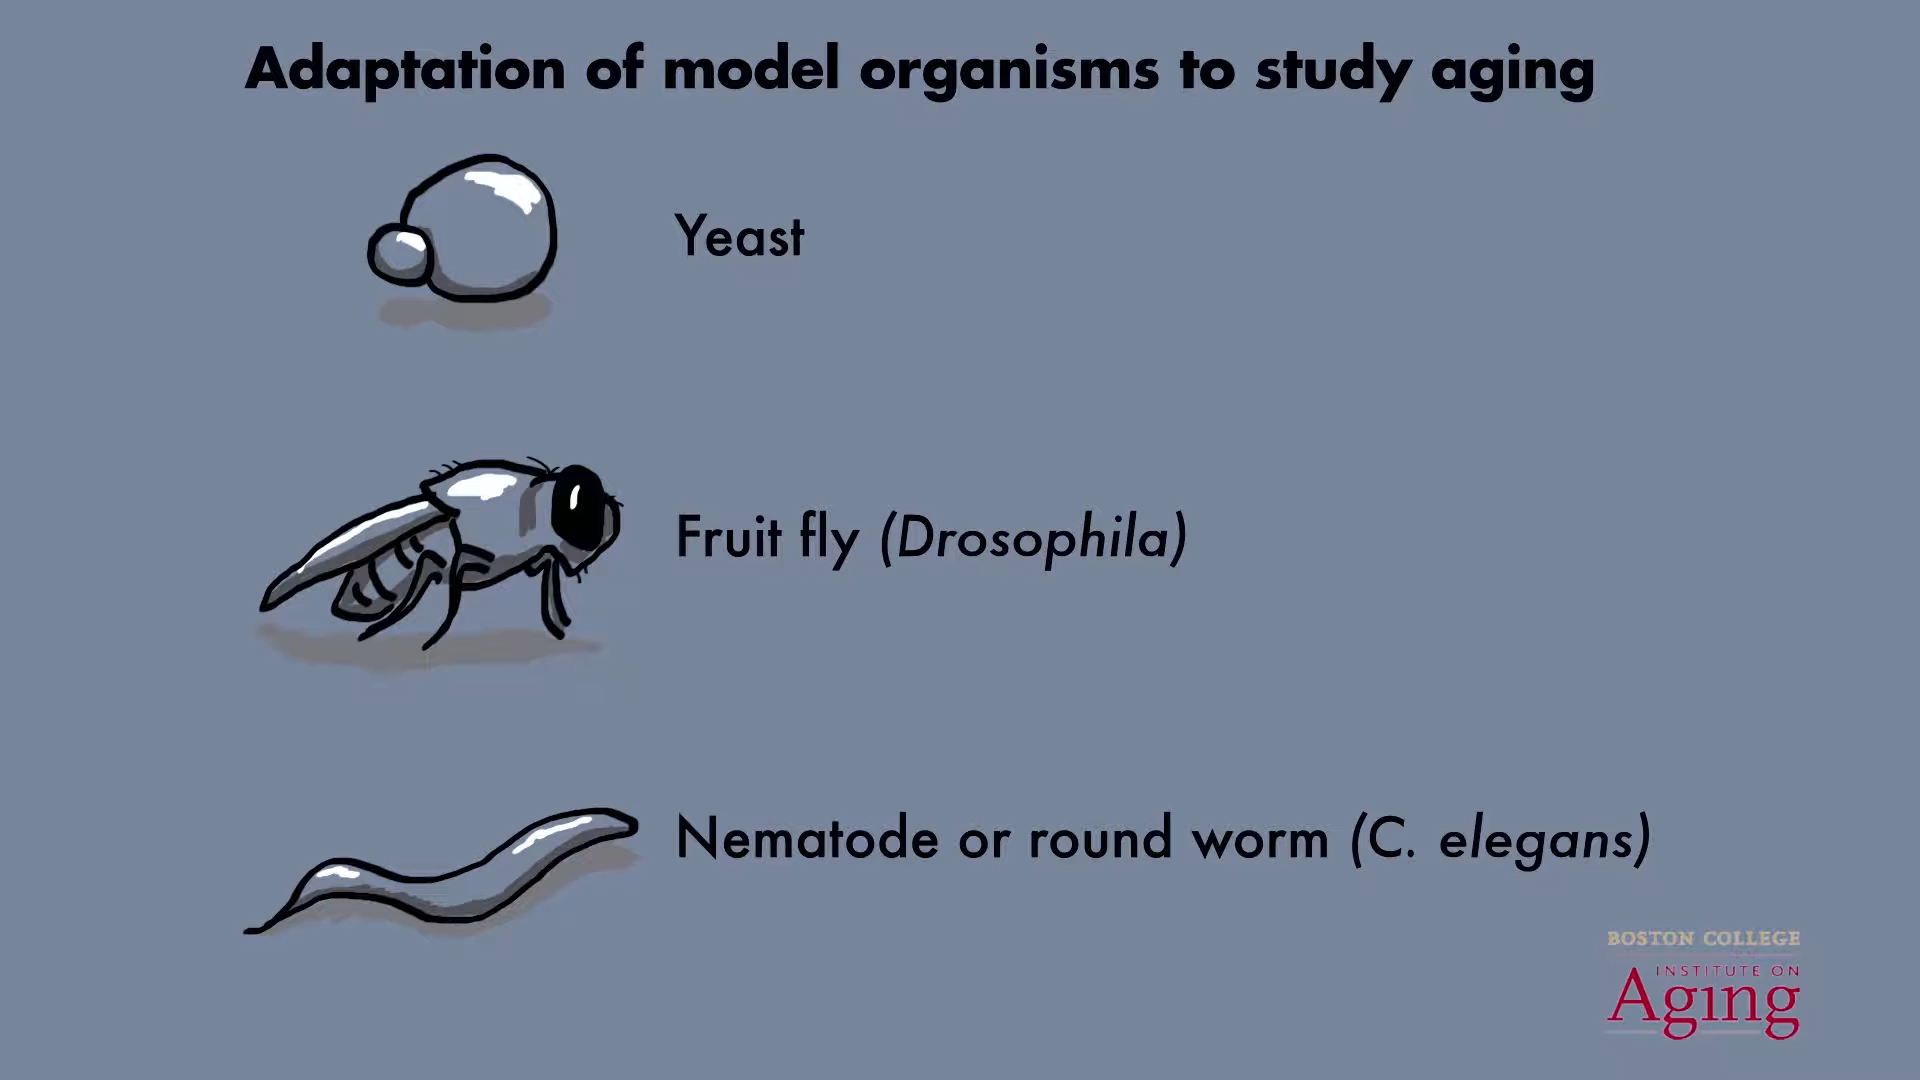 Adaptation of model organisms to study aging
Yeast
Fruit fly (Drosophila)
Nematode or round worm (C. elegans)
BOSTON COLLEGE
INSTITUTE ON
Aging